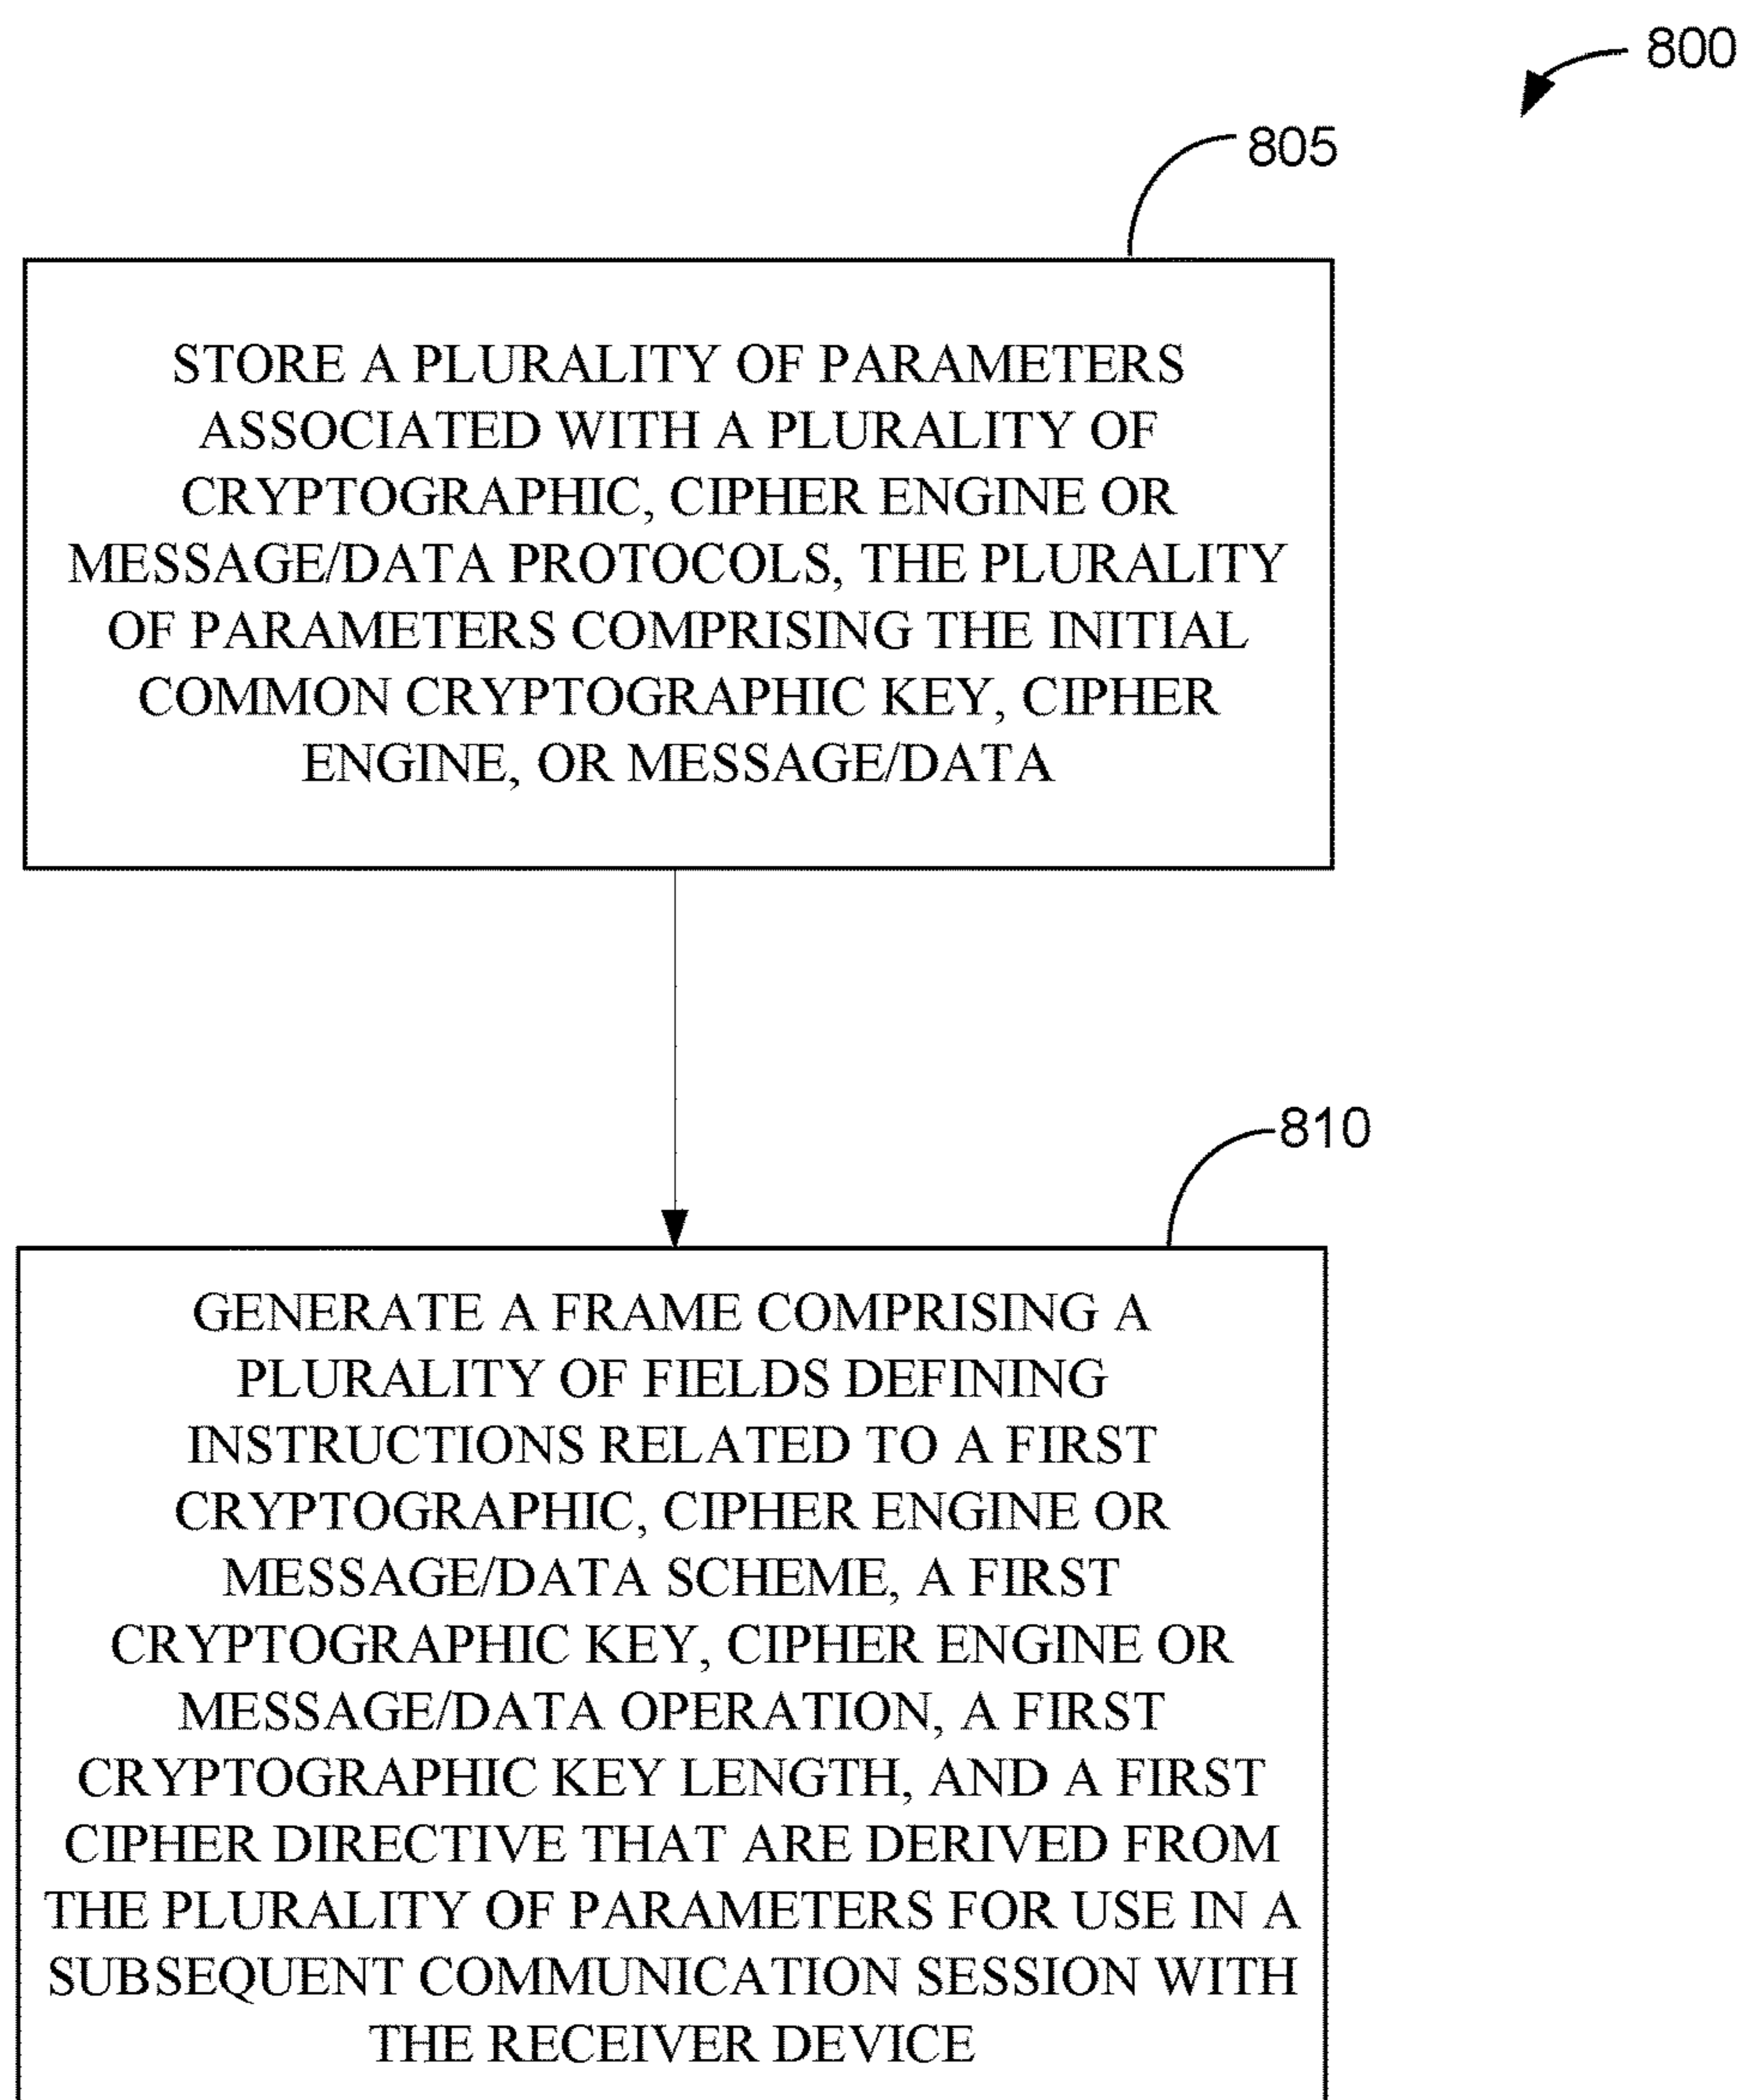 800
805
STORE A PLURALITY OF PARAMETERS
ASSOCIATED WITH A PLURALITY OF
CRYPTOGRAPHIC, CIPHER ENGINE OR
MESSAGE/DATA PROTOCOLS, THE PLURALITY
OF PARAMETERS COMPRISING THE INITIAL
COMMON CRYPTOGRAPHIC KEY, CIPHER
ENGINE, OR MESSAGE/DATA
810
GENERATE A FRAME COMPRISING A
PLURALITY OF FIELDS DEFINING
INSTRUCTIONS RELATED TO A FIRST
CRYPTOGRAPHIC, CIPHER ENGINE OR
MESSAGE/DATA SCHEME, A FIRST
CRYPTOGRAPHIC KEY, CIPHER ENGINE OR
MESSAGE/DATA OPERATION, A FIRST
CRYPTOGRAPHIC KEY LENGTH, AND A FIRST
CIPHER DIRECTIVE THAT ARE DERIVED FROM
THE PLURALITY OF PARAMETERS FOR USE IN A
SUBSEQUENT COMMUNICATION SESSION WITH
THE RECEIVER DEVICE